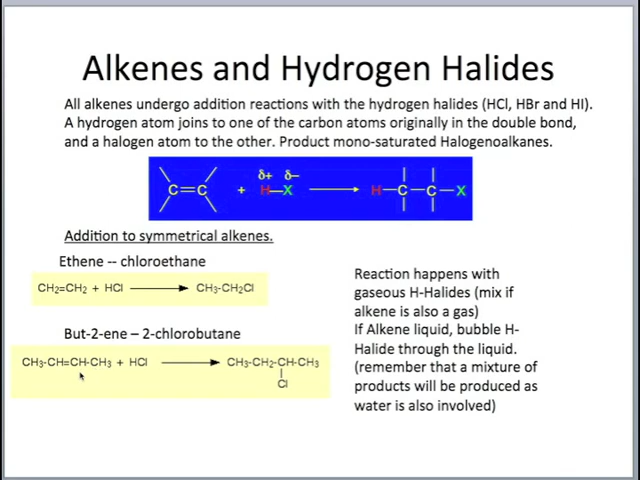 Alkenes and Hydrogen Halides
All alkenes undergo addition reactions with the hydrogen halides (HCl, HBr and HI).
A hydrogen atom joins to one of the carbon atoms originally in the double bond,
and a halogen atom to the other. Product mono-saturated Halogenoalkanes.
δ+ δ−
C=C + H—X → H—C—C—X
Addition to symmetrical alkenes.
Ethene -- chloroethane
CH₂=CH₂ + HCl → CH₃-CH₂Cl
But-2-ene – 2-chlorobutane
CH₃-CH=CH-CH₃ + HCl → CH₃-CH₂-CH-CH₃
Cl
Reaction happens with
gaseous H-Halides (mix if
alkene is also a gas)
If Alkene liquid, bubble H-
Halide through the liquid.
(remember that a mixture of
products will be produced as
water is also involved)